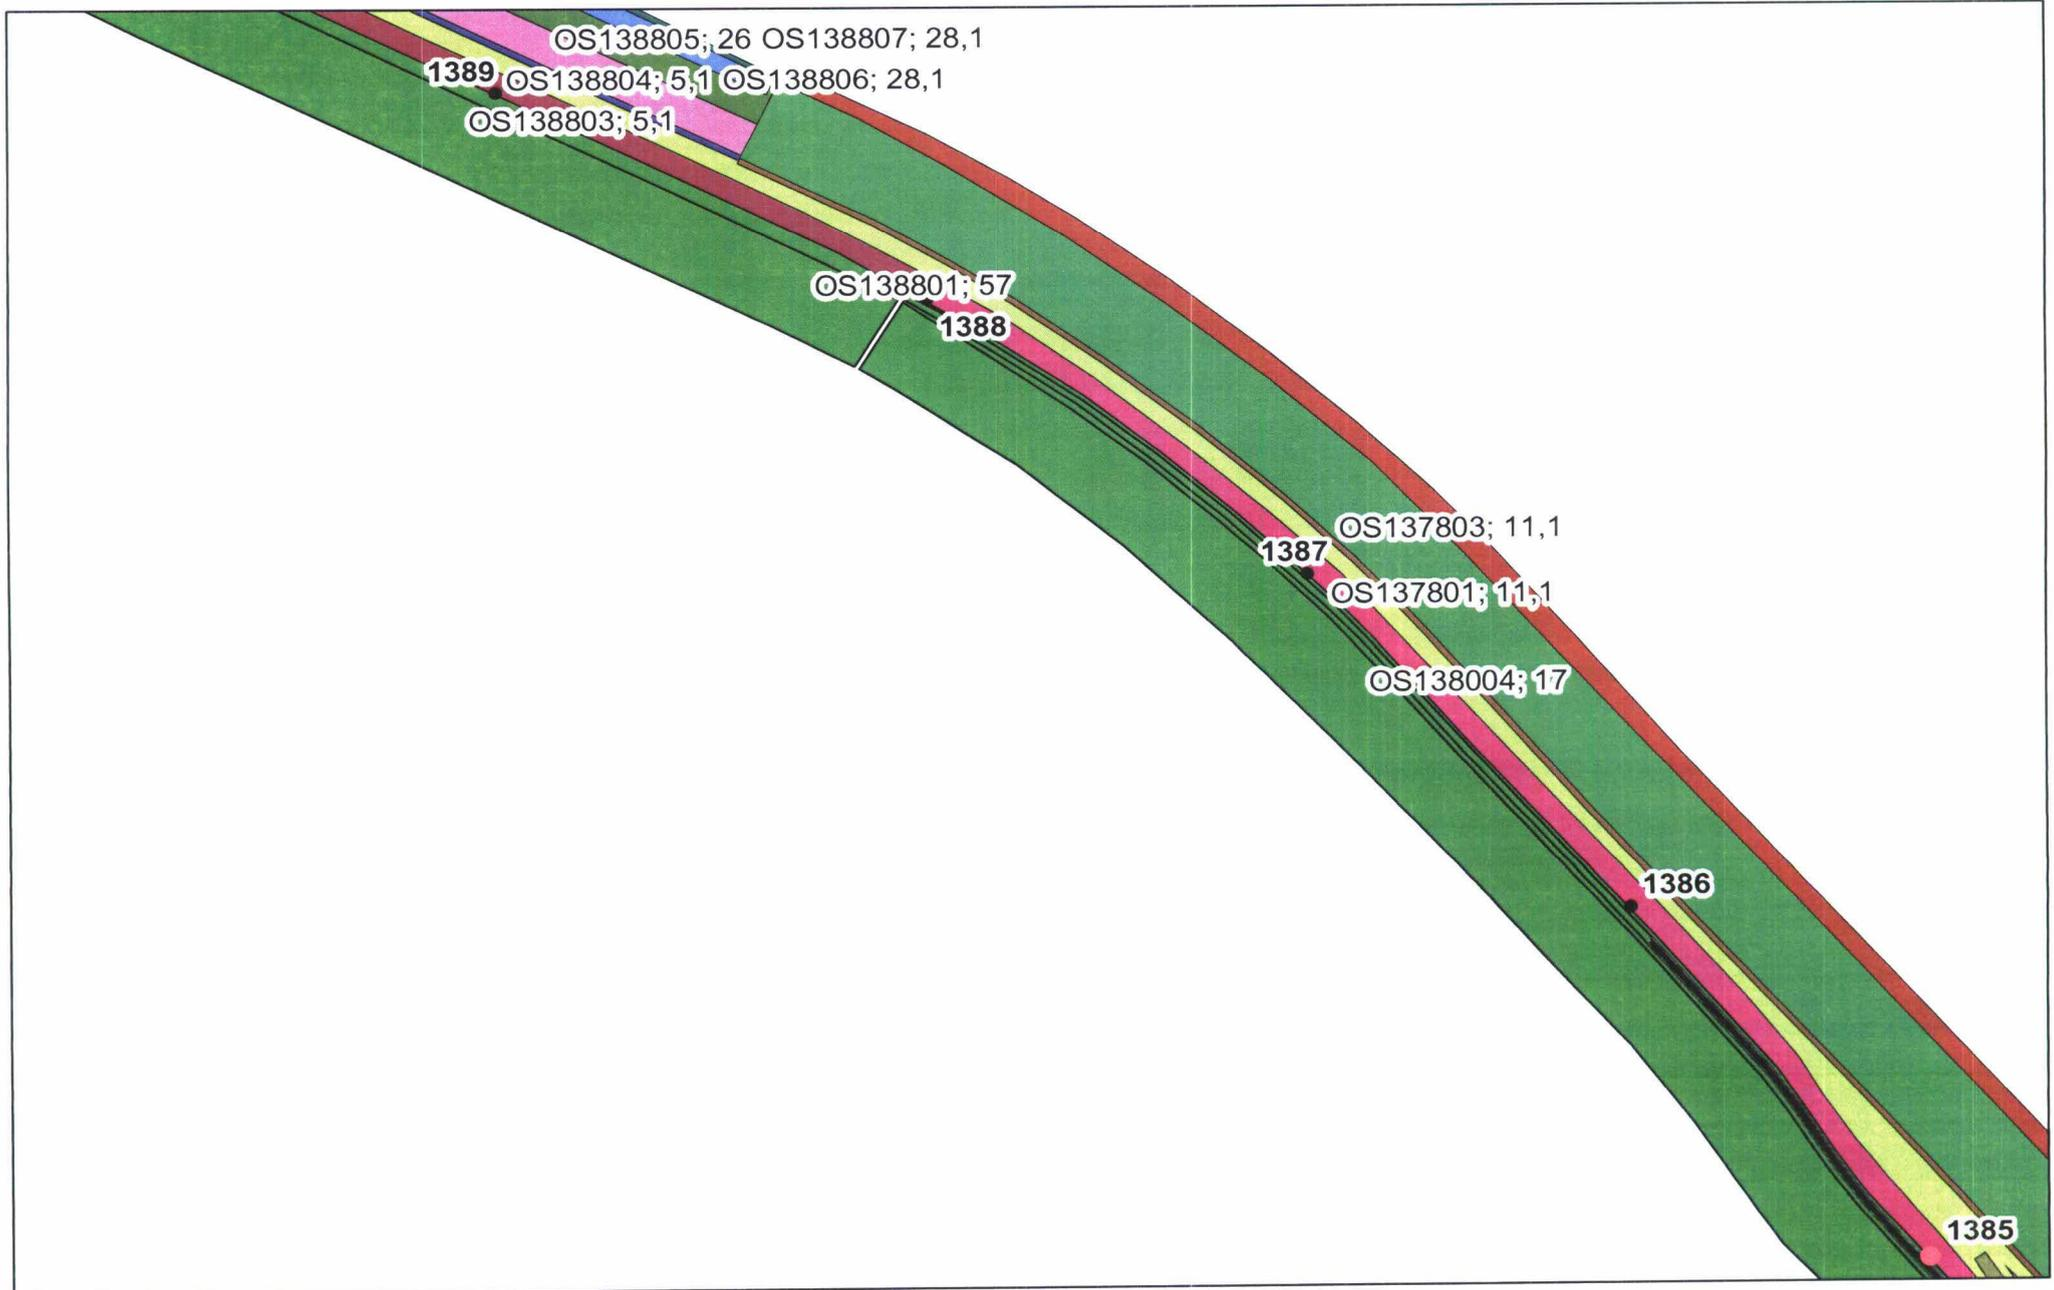 OS138805; 26 OS138807; 28,1
1389 OS138804; 5,1 OS138806; 28,1
OS138803; 5,1
OS138801; 57
1388
OS137803; 11,1
1387
OS137801; 11,1
OS138004; 17
1386
1385